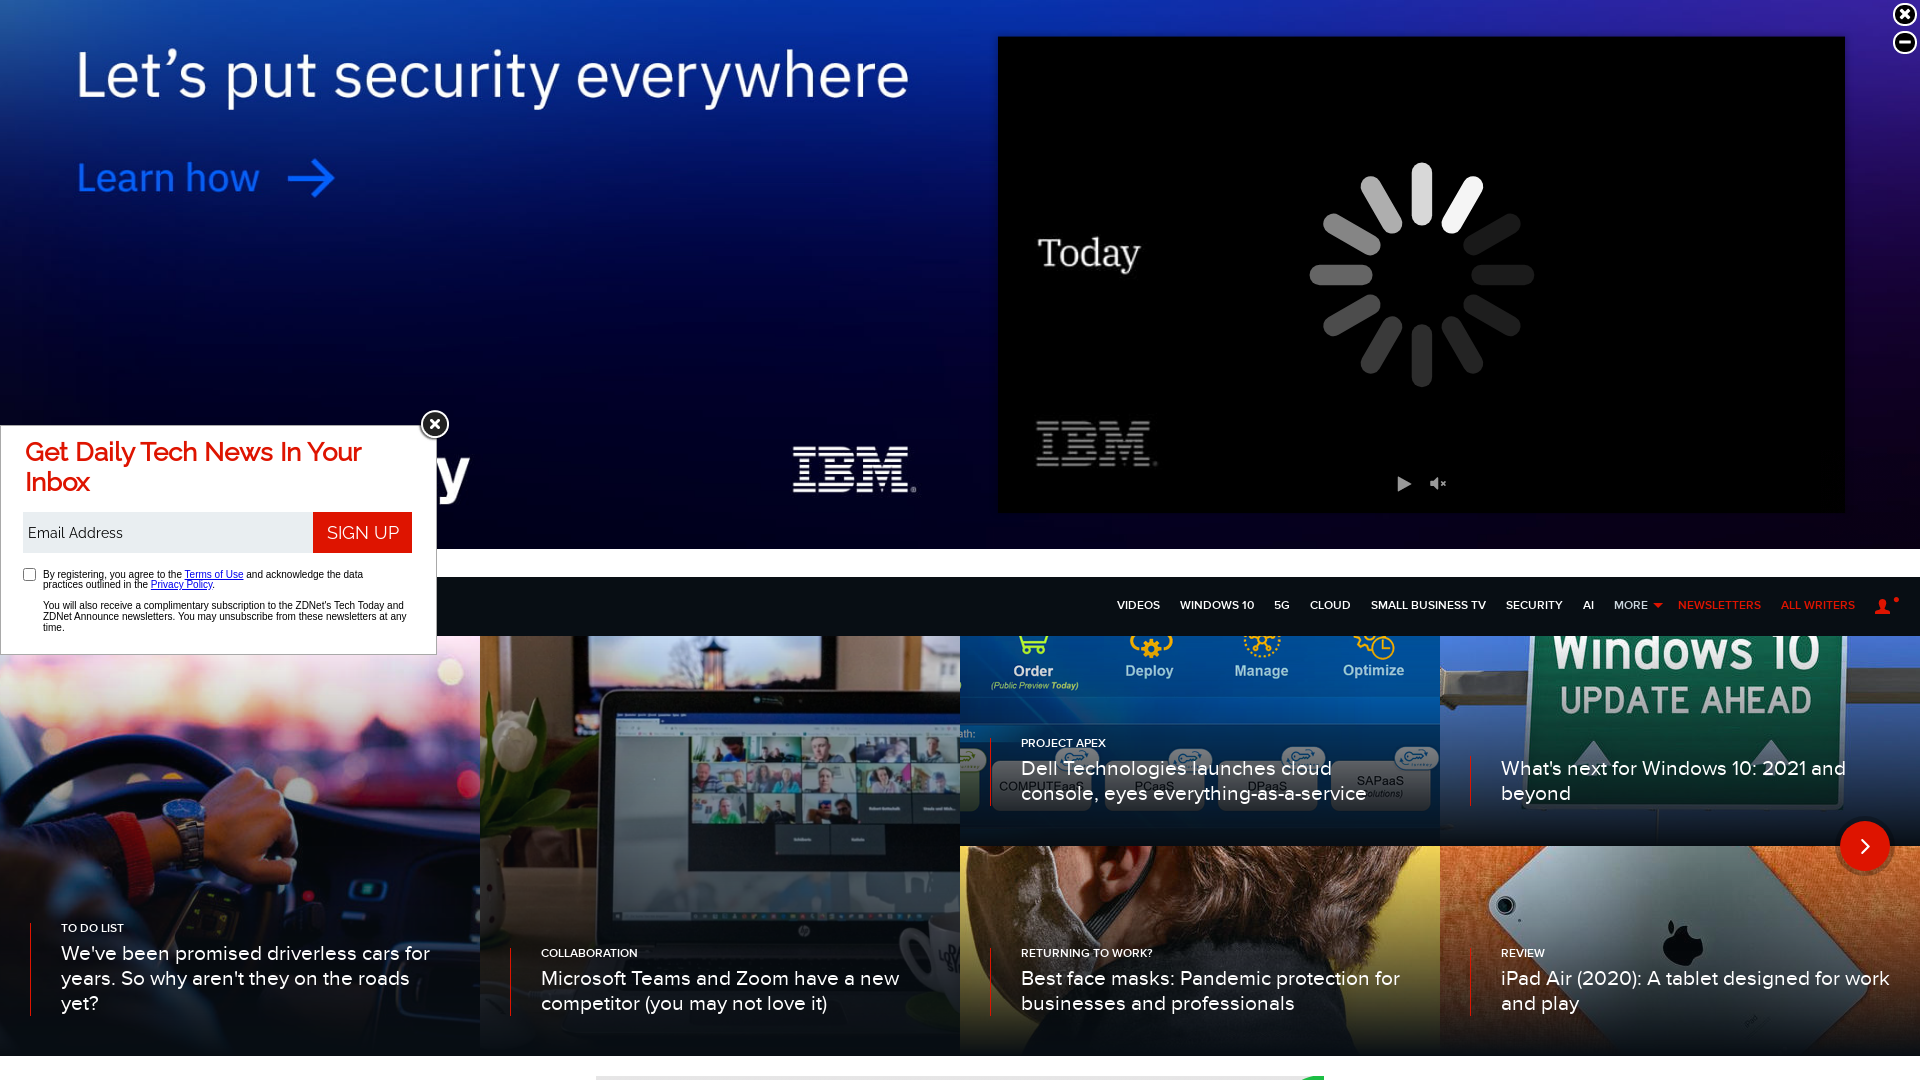 Let's put security everywhere
Learn how
Today
IBM
IBM
y
Get Daily Tech News In Your
Inbox
Email Address
SIGN UP
By registering, you agree to the Terms of Use and acknowledge the data
practices outlined in the Privacy Policy.
You will also receive a complimentary subscription to the ZDNet's Tech Today and
ZDNet Announce newsletters. You may unsubscribe from these newsletters at any
time.
VIDEOS WINDOWS 10 5G CLOUD SMALL BUSINESS TV SECURITY AI MORE NEWSLETTERS ALL WRITERS
Order Deploy Manage Optimize
(Public Preview Today)
Windows 10
UPDATE AHEAD
ath:
COMPUTEaaS PCaaS DPaaS SAPaaS
PROJECT APEX
Dell Technologies launches cloud
console, eyes everything-as-a-service
What's next for Windows 10: 2021 and
beyond
TO DO LIST
We've been promised driverless cars for
years. So why aren't they on the roads
yet?
COLLABORATION
Microsoft Teams and Zoom have a new
competitor (you may not love it)
RETURNING TO WORK?
Best face masks: Pandemic protection for
businesses and professionals
REVIEW
iPad Air (2020): A tablet designed for work
and play